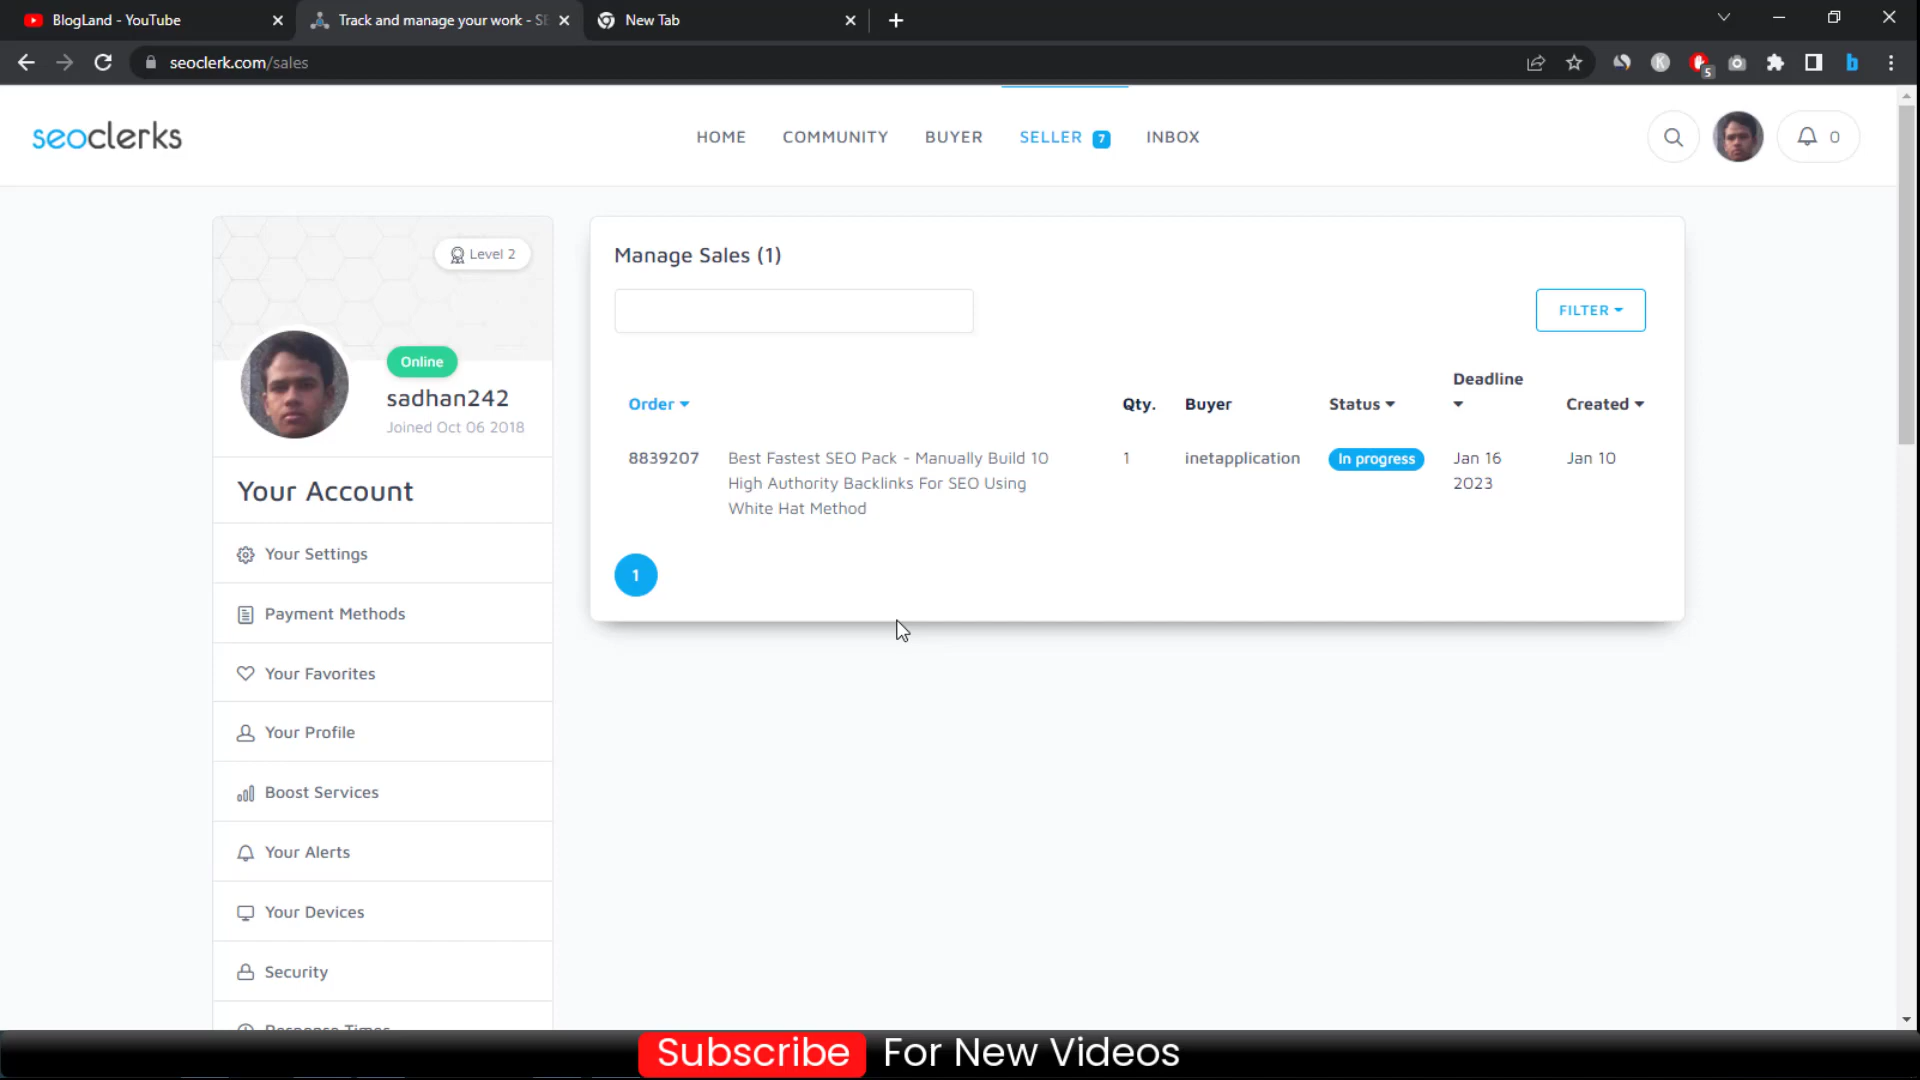 BlogLand - YouTube
Track and manage your work - SE
New Tab
seoclerk.com/sales
5
b
seoclerks
HOME
COMMUNITY
BUYER
SELLER 7
INBOX
0
Level 2
Online
sadhan242
Joined Oct 06 2018
Your Account
Your Settings
Payment Methods
Your Favorites
Your Profile
Boost Services
Your Alerts
Your Devices
Security
Response Times
Manage Sales (1)
FILTER
Order
Qty.
Buyer
Status
Deadline
Created
8839207
Best Fastest SEO Pack - Manually Build 10
High Authority Backlinks For SEO Using
White Hat Method
1
inetapplication
In progress
Jan 16
2023
Jan 10
1
Subscribe For New Videos